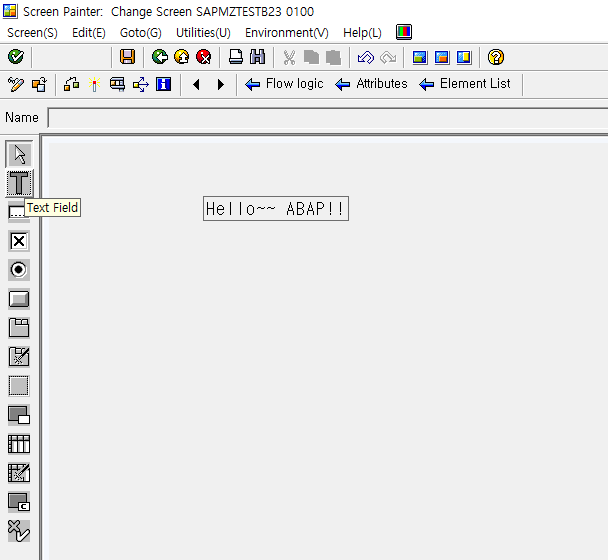 Screen Painter: Change Screen SAPMZTESTB23 0100
Screen(S) Edit(E) Goto(G) Utilities(U) Environment(V) Help(L)
Flow logic Attributes Element List
Name
T
Text Field
Hello~~ ABAP!!
C